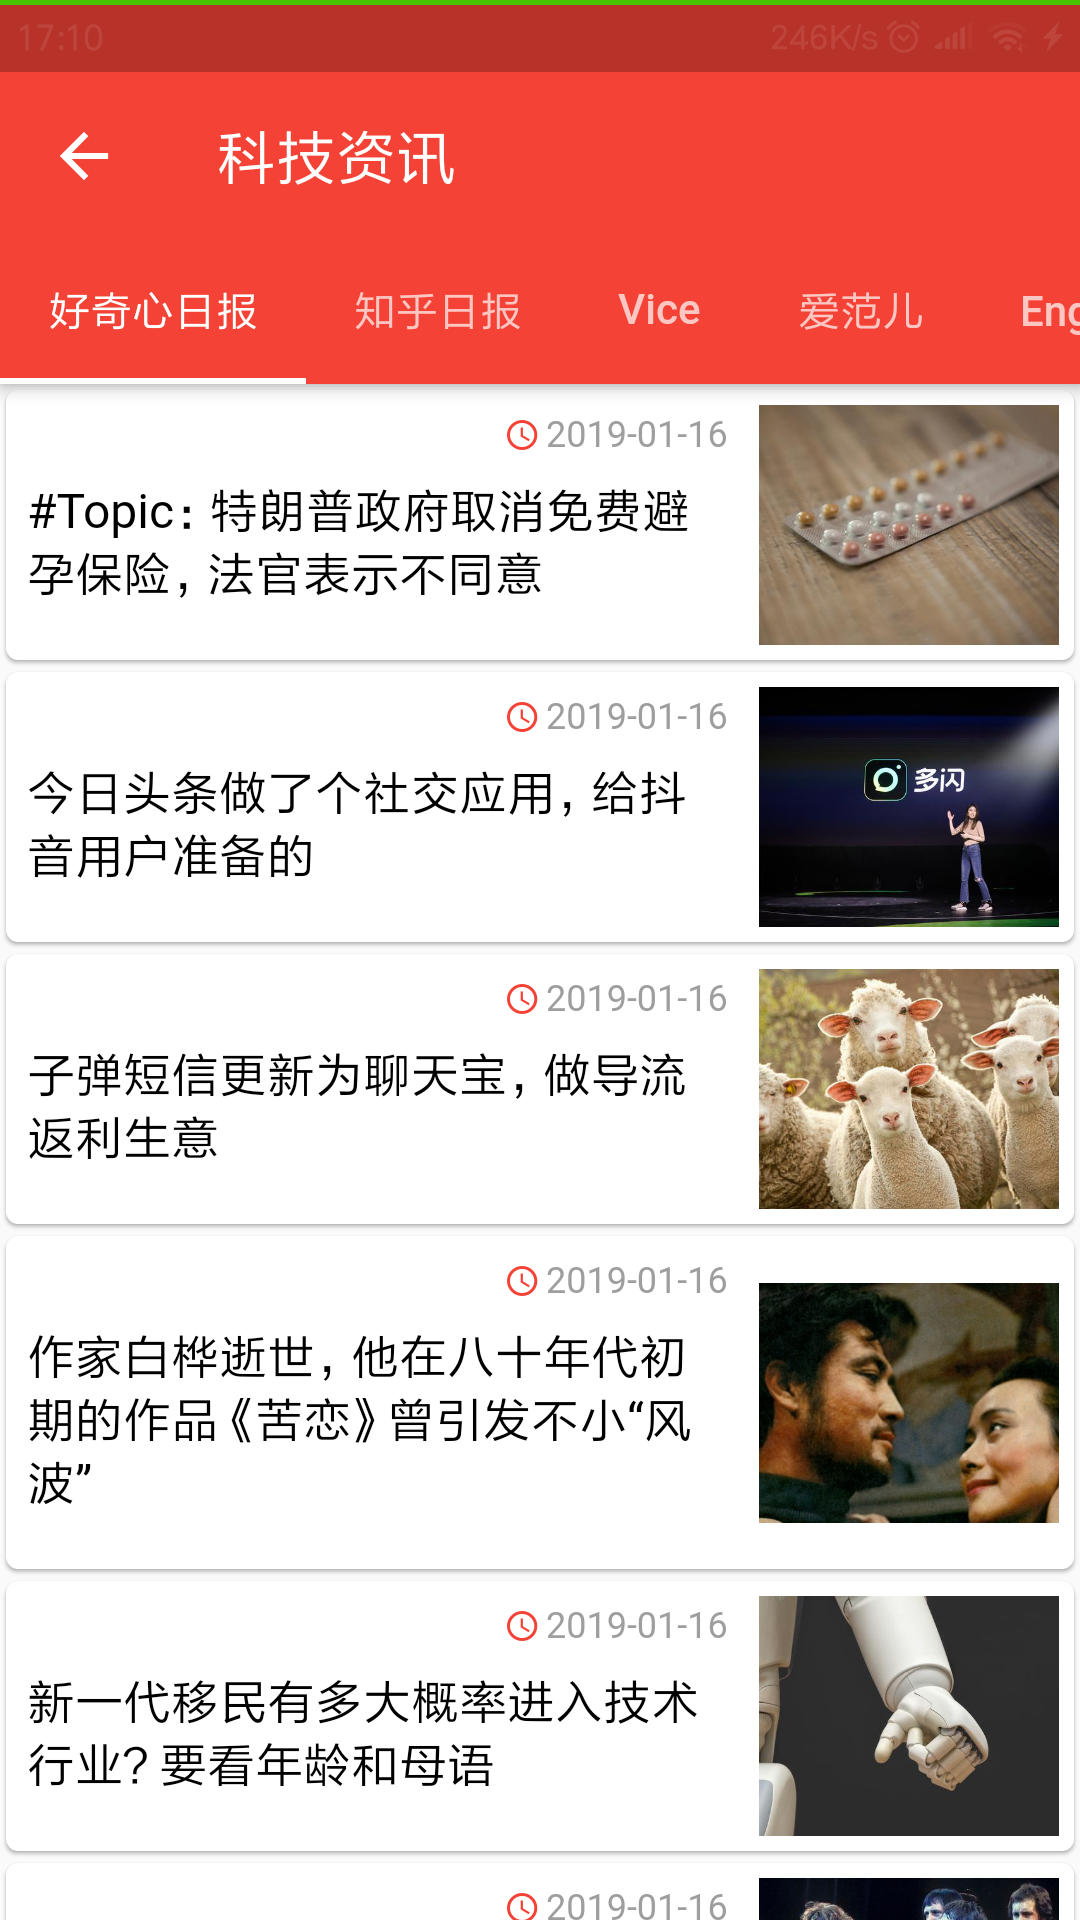 17:10
246K/s
科技资讯
好奇心日报 知乎日报 Vice 爱范儿 Eng
2019-01-16
#Topic：特朗普政府取消免费避
孕保险，法官表示不同意
2019-01-16
今日头条做了个社交应用，给抖
音用户准备的
多闪
2019-01-16
子弹短信更新为聊天宝，做导流
返利生意
2019-01-16
作家白桦逝世，他在八十年代初
期的作品《苦恋》曾引发不小“风
波”
2019-01-16
新一代移民有多大概率进入技术
行业？要看年龄和母语
2019-01-16